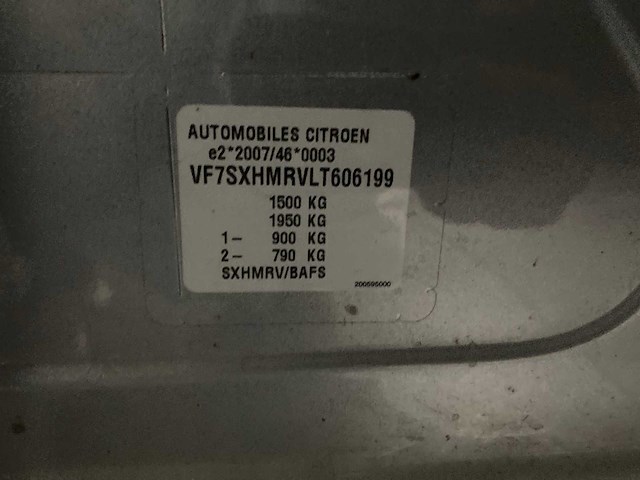 AUTOMOBILES CITROEN
e2*2007/46*0003
VF7SXHMRVLT606199
1500 KG
1950 KG
1- 900 KG
2- 790 KG
SXHMRV/BAFS
200595000